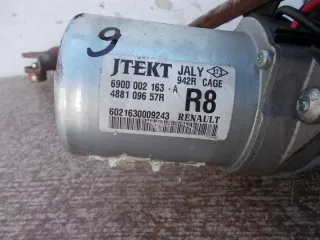 9
JTEKT JALY
942R CAGE
6900 002 163 - A
4881 096 57R
R8
6021630009243 RENAULT